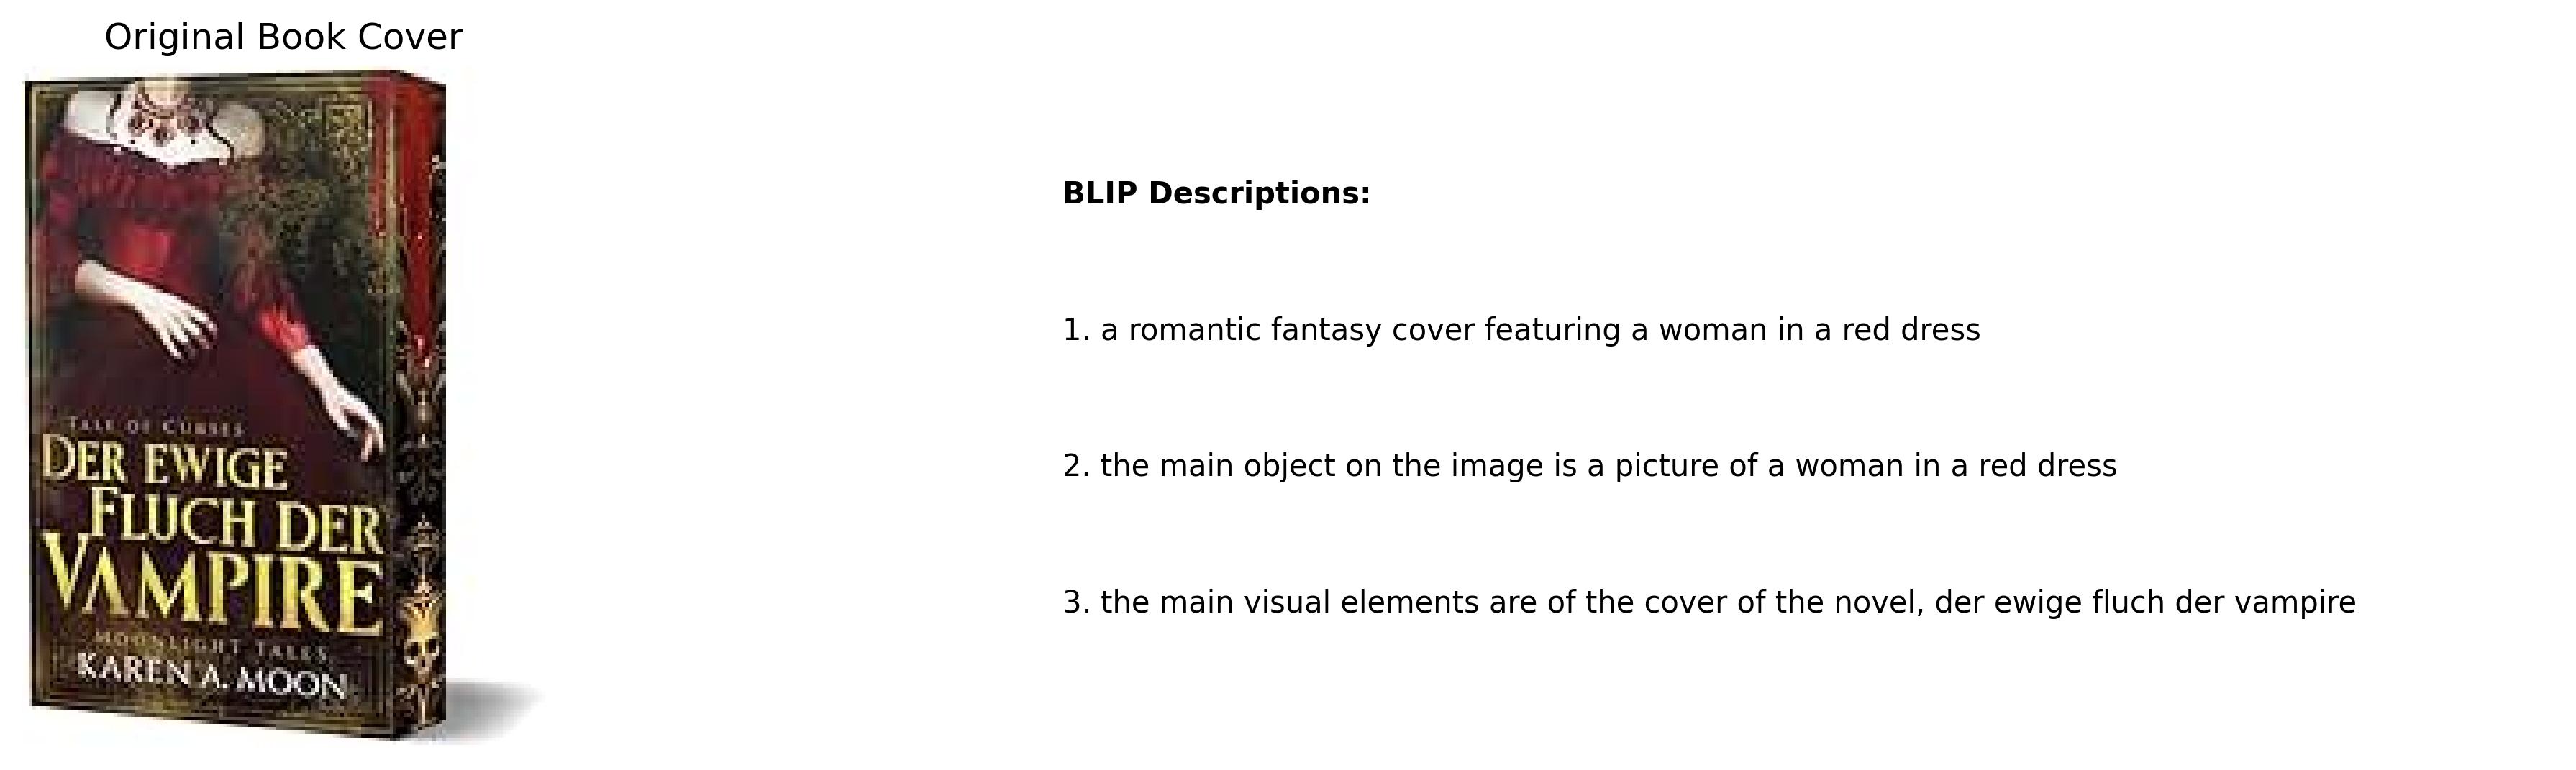 Original Book Cover
TALE OF CURSES
DER EWIGE
FLUCH DER
VAMPIRE
MOONLIGHT TALES
KAREN A. MOON
BLIP Descriptions:
1. a romantic fantasy cover featuring a woman in a red dress
2. the main object on the image is a picture of a woman in a red dress
3. the main visual elements are of the cover of the novel, der ewige fluch der vampire